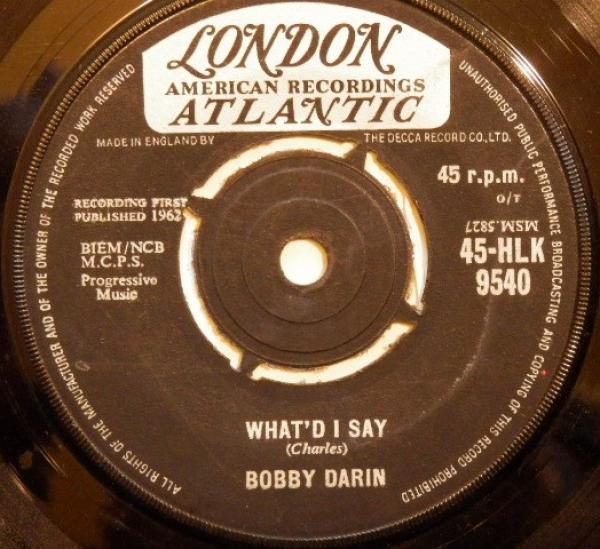 LONDON
AMERICAN RECORDINGS
ATLANTIC
MADE IN ENGLAND BY THE DECCA RECORD CO., LTD.
ALL RIGHTS OF THE MANUFACTURER AND OF THE OWNER OF THE RECORDED WORK RESERVED
UNAUTHORISED PUBLIC PERFORMANCE BROADCASTING AND COPYING OF THIS RECORD PROHIBITED
45 r.p.m.
O/T
RECORDING FIRST
PUBLISHED 1962
MSM.5827
BIEM/NCB
M.C.P.S.
Progressive
Music
45-HLK
9540
WHAT'D I SAY
(Charles)
BOBBY DARIN